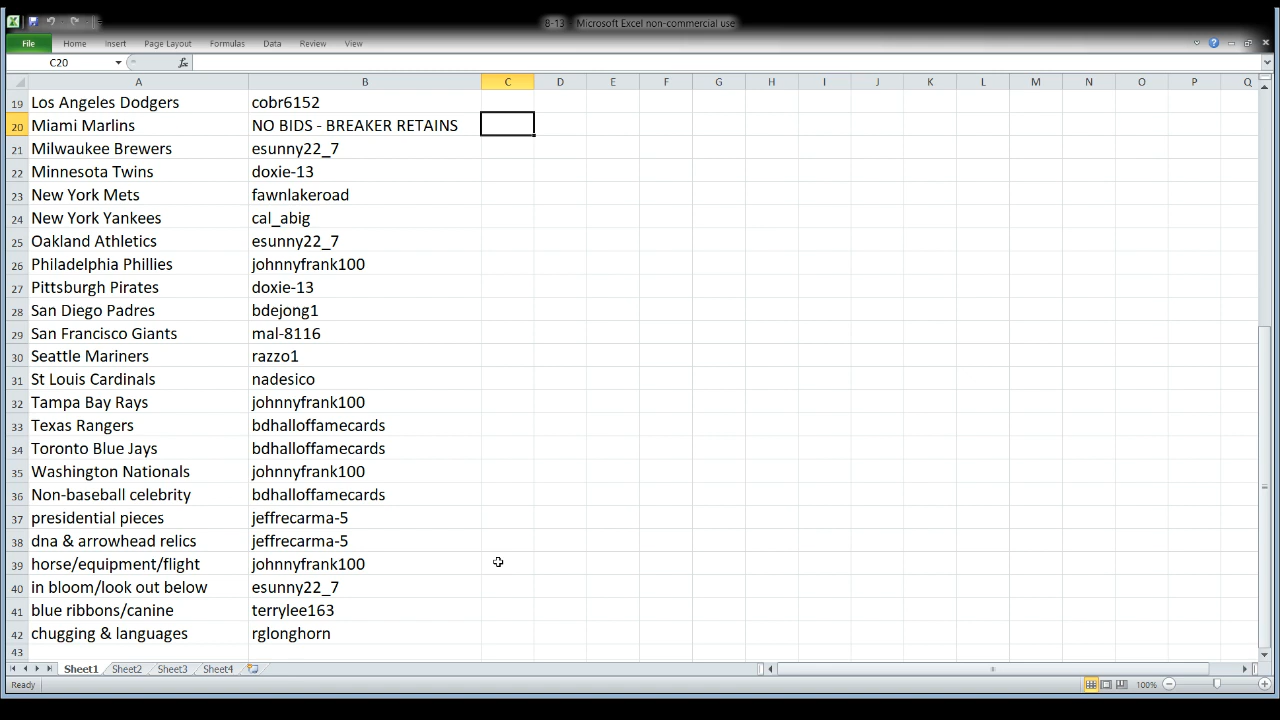 8-13 - Microsoft Excel non-commercial use
File Home Insert Page Layout Formulas Data Review View
C20 fx
A B C D E F G H I J K L M N O P Q
19 Los Angeles Dodgers cobr6152
20 Miami Marlins NO BIDS - BREAKER RETAINS
21 Milwaukee Brewers esunny22_7
22 Minnesota Twins doxie-13
23 New York Mets fawnlakeroad
24 New York Yankees cal_abig
25 Oakland Athletics esunny22_7
26 Philadelphia Phillies johnnyfrank100
27 Pittsburgh Pirates doxie-13
28 San Diego Padres bdejong1
29 San Francisco Giants mal-8116
30 Seattle Mariners razzo1
31 St Louis Cardinals nadesico
32 Tampa Bay Rays johnnyfrank100
33 Texas Rangers bdhalloffamecards
34 Toronto Blue Jays bdhalloffamecards
35 Washington Nationals johnnyfrank100
36 Non-baseball celebrity bdhalloffamecards
37 presidential pieces jeffrecarma-5
38 dna & arrowhead relics jeffrecarma-5
39 horse/equipment/flight johnnyfrank100
40 in bloom/look out below esunny22_7
41 blue ribbons/canine terrylee163
42 chugging & languages rglonghorn
43
Sheet1 Sheet2 Sheet3 Sheet4
Ready 100%